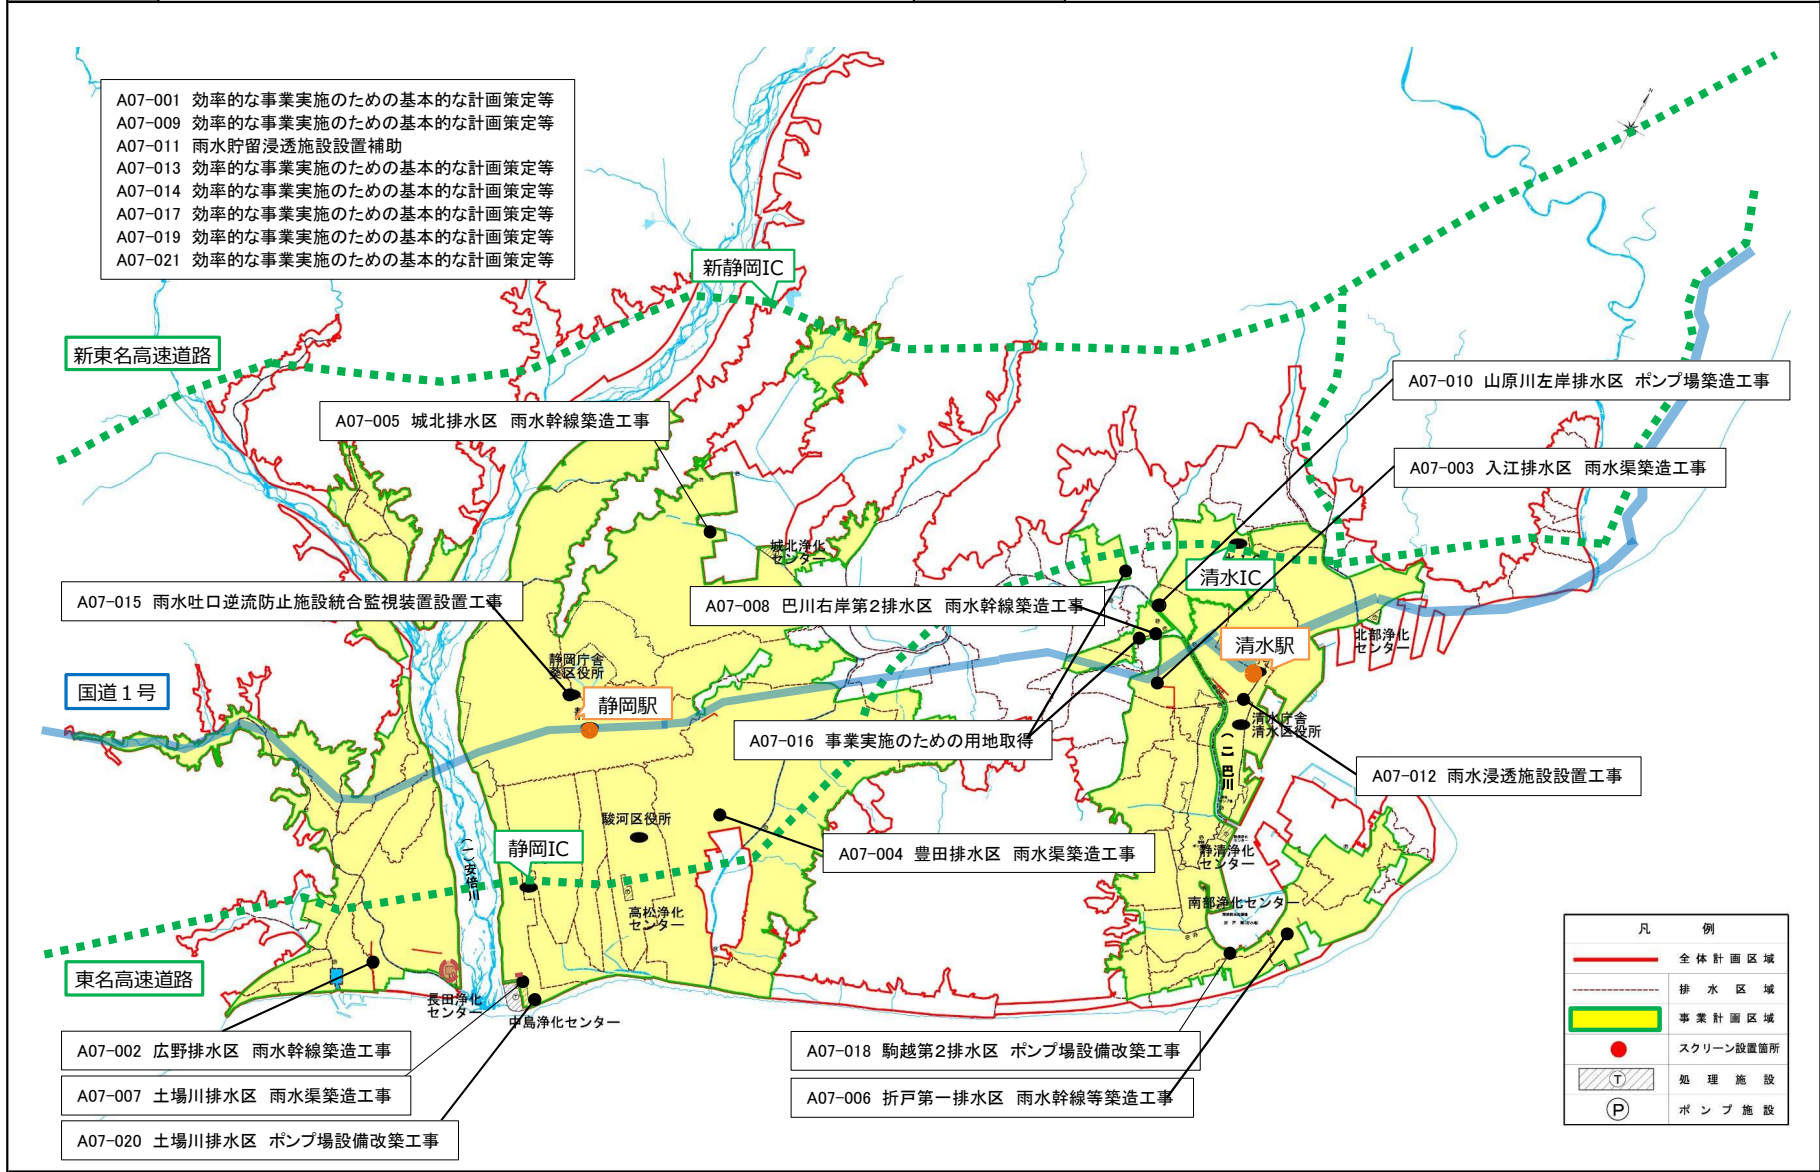 A07-001 効率的な事業実施のための基本的な計画策定等
A07-009 効率的な事業実施のための基本的な計画策定等
A07-011 雨水貯留浸透施設設置補助
A07-013 効率的な事業実施のための基本的な計画策定等
A07-014 効率的な事業実施のための基本的な計画策定等
A07-017 効率的な事業実施のための基本的な計画策定等
A07-019 効率的な事業実施のための基本的な計画策定等
A07-021 効率的な事業実施のための基本的な計画策定等
新静岡IC
新東名高速道路
A07-010 山原川左岸排水区 ポンプ場築造工事
A07-005 城北排水区 雨水幹線築造工事
A07-003 入江排水区 雨水渠築造工事
城北浄化
センター
清水IC
A07-015 雨水吐口逆流防止施設統合監視装置設置工事
A07-008 巴川右岸第2排水区 雨水幹線築造工事
北部浄化
センター
清水駅
静岡庁舎
葵区役所
国道1号
静岡駅
清水庁舎
清水区役所
A07-016 事業実施のための用地取得
(二)巴川
A07-012 雨水浸透施設設置工事
駿河区役所
静岡IC
(一)安倍川
A07-004 豊田排水区 雨水渠築造工事
静清浄化
センター
高松浄化
センター
南部浄化センター
東名高速道路
長田浄化
センター
中島浄化センター
A07-002 広野排水区 雨水幹線築造工事
A07-007 土場川排水区 雨水渠築造工事
A07-020 土場川排水区 ポンプ場設備改築工事
A07-018 駒越第2排水区 ポンプ場設備改築工事
A07-006 折戸第一排水区 雨水幹線等築造工事
凡例
全体計画区域
排水区域
事業計画区域
スクリーン設置箇所
T 処理施設
P ポンプ施設